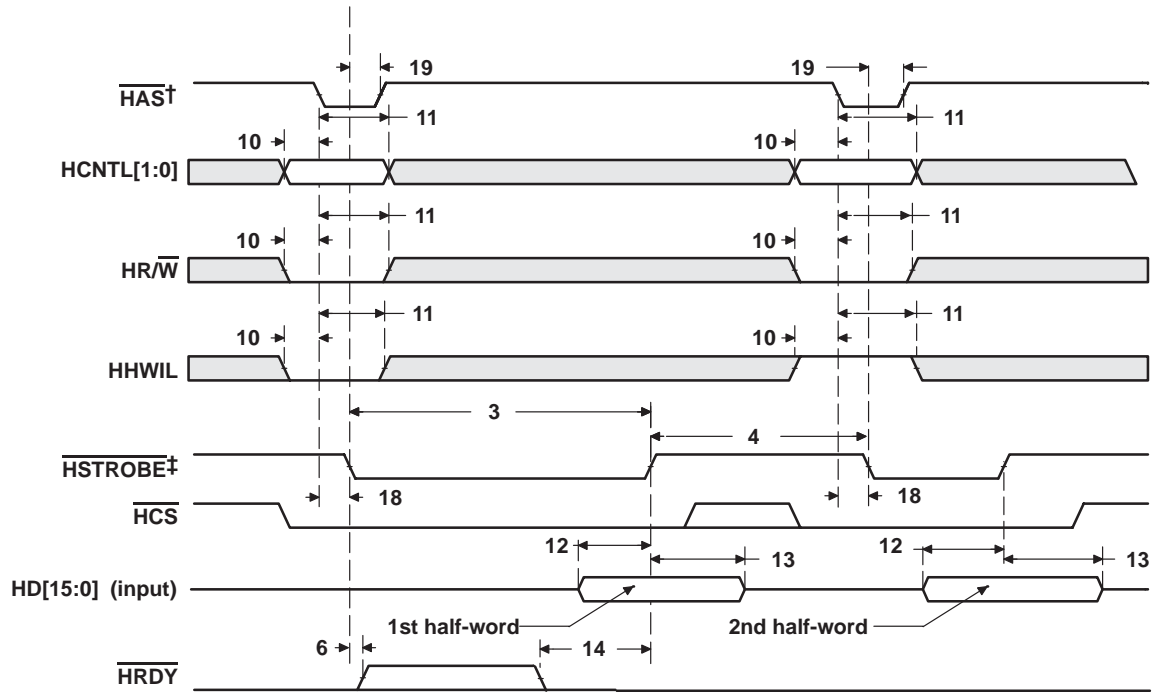 19
19
HAS†
11
11
10
10
HCNTL[1:0]
11
11
10
10
HR/W
11
11
10
10
HHWIL
3
4
HSTROBE‡
18
18
HCS
12
12
13
13
HD[15:0] (input)
1st half-word
2nd half-word
6
14
HRDY